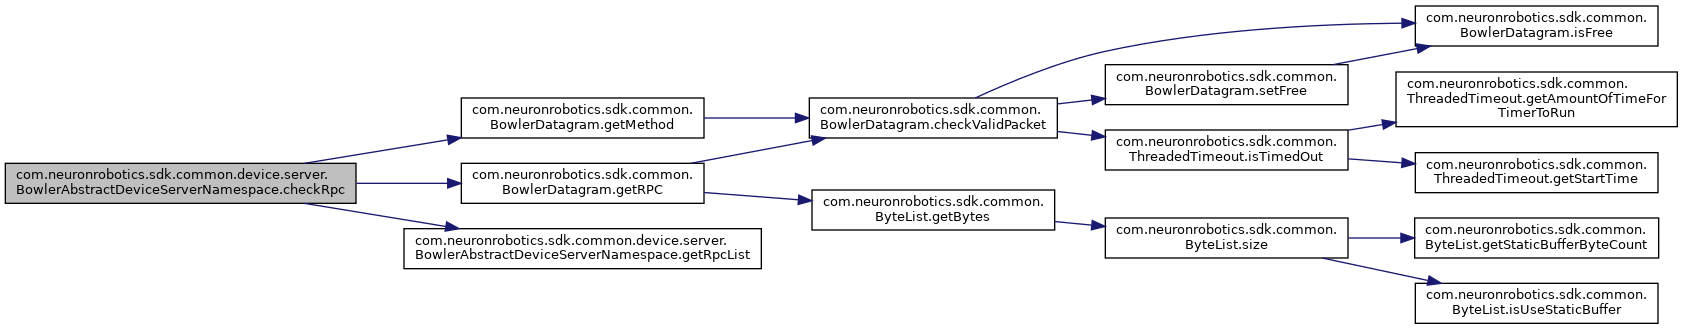 com.neuronrobotics.sdk.common.device.server.
BowlerAbstractDeviceServerNamespace.checkRpc
com.neuronrobotics.sdk.common.
BowlerDatagram.getMethod
com.neuronrobotics.sdk.common.
BowlerDatagram.getRPC
com.neuronrobotics.sdk.common.device.server.
BowlerAbstractDeviceServerNamespace.getRpcList
com.neuronrobotics.sdk.common.
BowlerDatagram.checkValidPacket
com.neuronrobotics.sdk.common.
ByteList.getBytes
com.neuronrobotics.sdk.common.
BowlerDatagram.setFree
com.neuronrobotics.sdk.common.
ThreadedTimeout.isTimedOut
com.neuronrobotics.sdk.common.
ByteList.size
com.neuronrobotics.sdk.common.
BowlerDatagram.isFree
com.neuronrobotics.sdk.common.
ThreadedTimeout.getAmountOfTimeFor
TimerToRun
com.neuronrobotics.sdk.common.
ThreadedTimeout.getStartTime
com.neuronrobotics.sdk.common.
ByteList.getStaticBufferByteCount
com.neuronrobotics.sdk.common.
ByteList.isUseStaticBuffer